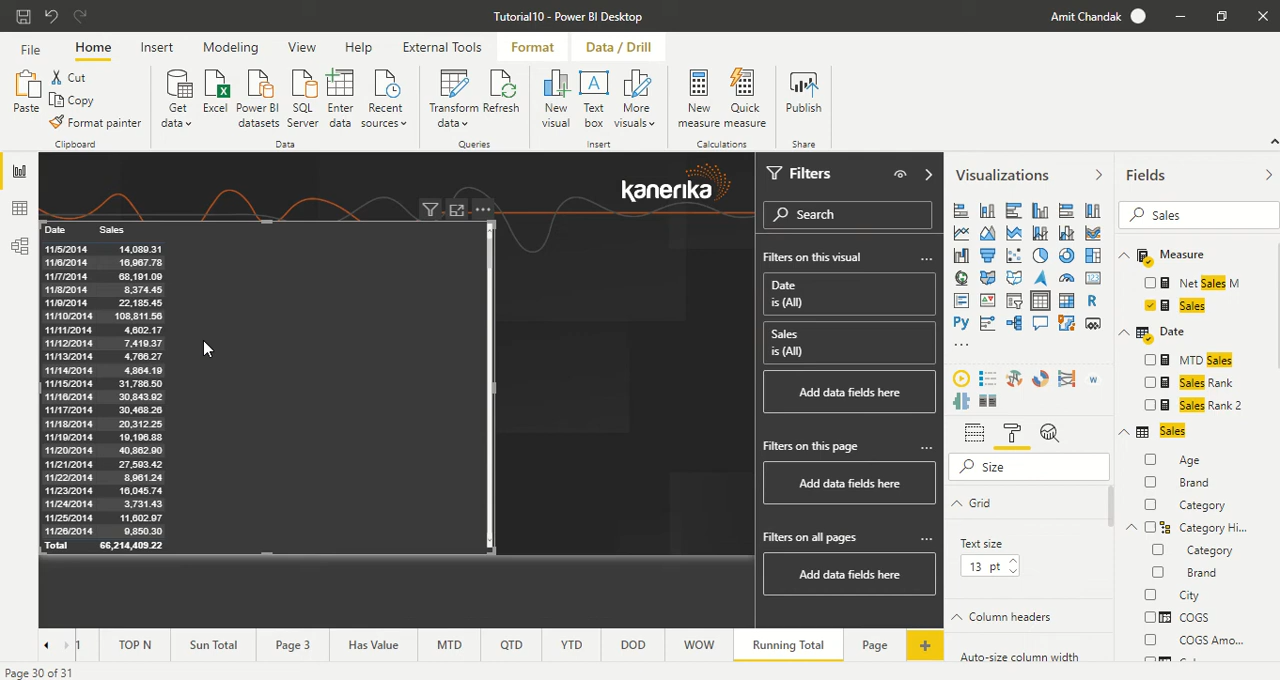 Tutorial10 - Power BI Desktop
Amit Chandak
File Home Insert Modeling View Help External Tools Format Data / Drill
Paste
Cut
Copy
Format painter
Clipboard
Get data
Excel
Power BI datasets
SQL Server
Enter data
Recent sources
Data
Transform data
Refresh
Queries
New visual
Text box
More visuals
Insert
New measure
Quick measure
Calculations
Publish
Share
kanerika
Date Sales
11/5/2014 14,089.31
11/6/2014 16,967.78
11/7/2014 68,191.09
11/8/2014 8,374.45
11/9/2014 22,185.45
11/10/2014 108,811.56
11/11/2014 4,602.17
11/12/2014 7,419.37
11/13/2014 4,766.27
11/14/2014 4,864.19
11/15/2014 31,786.50
11/16/2014 30,843.92
11/17/2014 30,468.26
11/18/2014 20,312.25
11/19/2014 19,196.88
11/20/2014 40,862.90
11/21/2014 27,593.42
11/22/2014 8,961.24
11/23/2014 16,045.74
11/24/2014 3,731.43
11/25/2014 11,602.97
11/26/2014 9,850.30
Total 66,214,409.22
Filters
Search
Filters on this visual ...
Date
is (All)
Sales
is (All)
Add data fields here
Filters on this page ...
Add data fields here
Filters on all pages ...
Add data fields here
Visualizations
R
Py
...
Size
Grid
Text size
13 pt
Column headers
Auto-size column width
Fields
Sales
Measure
Net Sales M
Sales
Date
MTD Sales
Sales Rank
Sales Rank 2
Sales
Age
Brand
Category
Category Hi...
Category
Brand
City
COGS
COGS Amo...
1 TOP N Sun Total Page 3 Has Value MTD QTD YTD DOD WOW Running Total Page +
Page 30 of 31